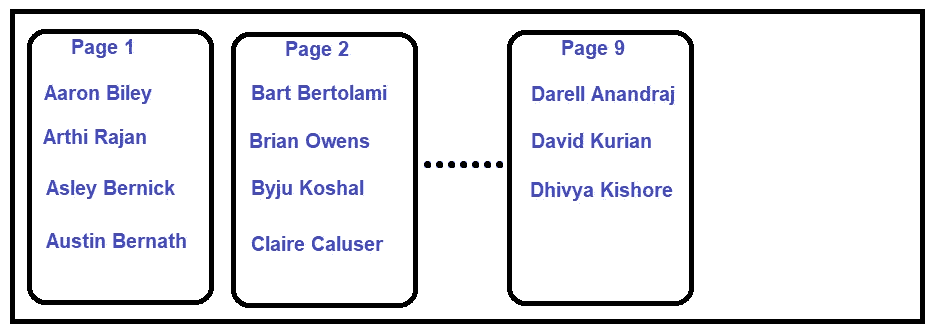 Page 1
Aaron Biley
Arthi Rajan
Asley Bernick
Austin Bernath
Page 2
Bart Bertolami
Brian Owens
Byju Koshal
Claire Caluser
Page 9
Darell Anandraj
David Kurian
Dhivya Kishore